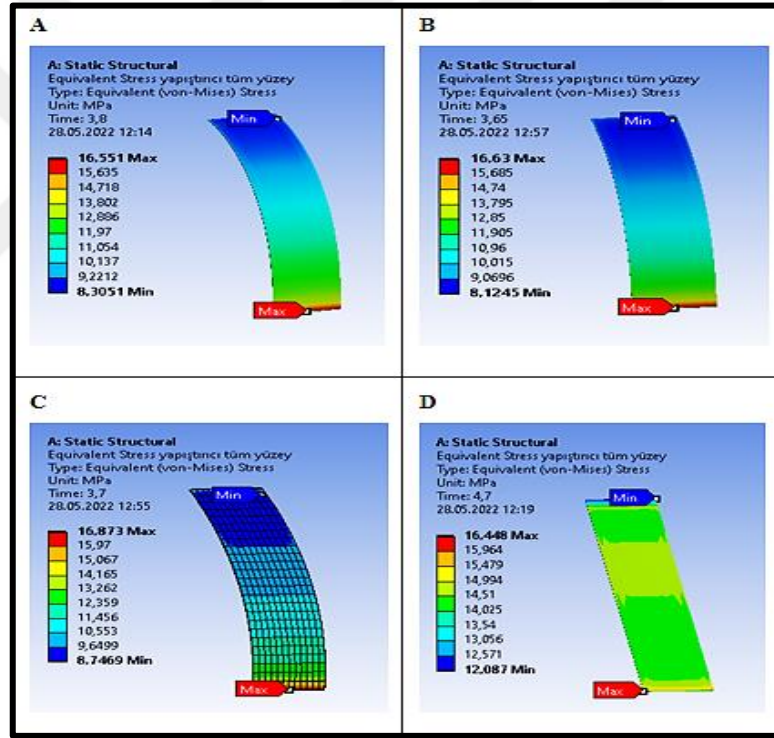 A
A: Static Structural
Equivalent Stress yapıştırıcı tüm yüzey
Type: Equivalent (von-Mises) Stress
Unit: MPa
Time: 3,8
28.05.2022 12:14
16,551 Max
15,635
14,718
13,802
12,886
11,97
11,054
10,137
9,2212
8,3051 Min
Min
Max
B
A: Static Structural
Equivalent Stress yapıştırıcı tüm yüzey
Type: Equivalent (von-Mises) Stress
Unit: MPa
Time: 3,65
28.05.2022 12:57
16,63 Max
15,685
14,74
13,795
12,85
11,905
10,96
10,015
9,0696
8,1245 Min
Min
Max
C
A: Static Structural
Equivalent Stress yapıştırıcı tüm yüzey
Type: Equivalent (von-Mises) Stress
Unit: MPa
Time: 3,7
28.05.2022 12:55
16,873 Max
15,97
15,067
14,165
13,262
12,359
11,456
10,553
9,6499
8,7469 Min
Min
Max
D
A: Static Structural
Equivalent Stress yapıştırıcı tüm yüzey
Type: Equivalent (von-Mises) Stress
Unit: MPa
Time: 4,7
28.05.2022 12:19
16,448 Max
15,964
15,479
14,994
14,51
14,025
13,54
13,056
12,571
12,087 Min
Min
Max